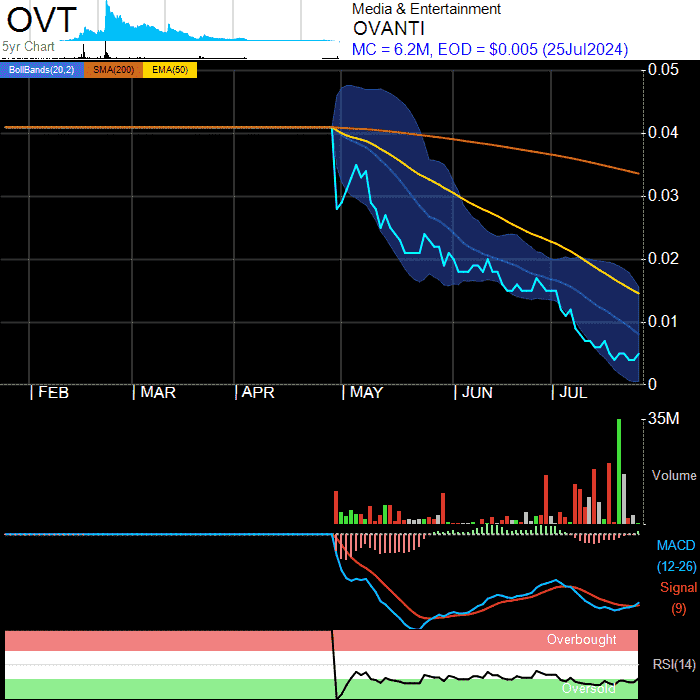 OVT
Media & Entertainment
OVANTI
5yr Chart
MC = 6.2M, EOD = $0.005 (25Jul2024)
BollBands(20,2) SMA(200) EMA(50)
0.05
0.04
0.03
0.02
0.01
0
| FEB | MAR | APR | MAY | JUN | JUL
35M
Volume
MACD
(12-26)
Signal
(9)
Overbought
RSI(14)
Oversold